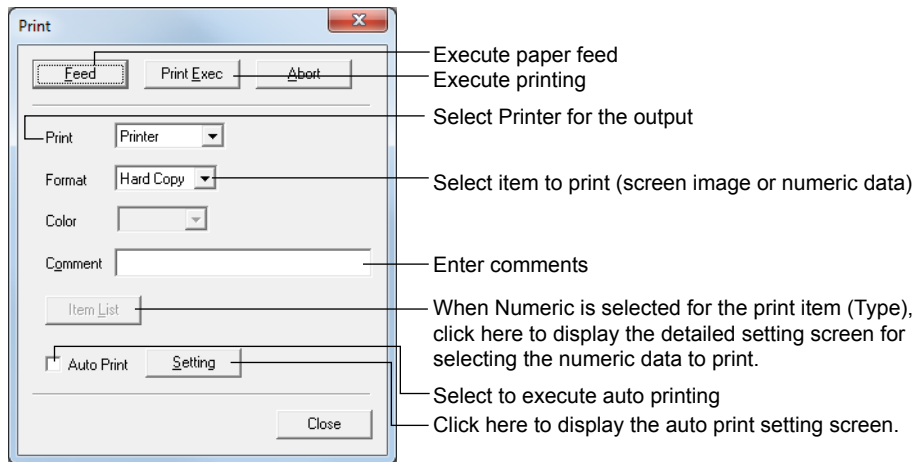 Print
Feed Print Exec Abort
Execute paper feed
Execute printing
Select Printer for the output
Print Printer
Format Hard Copy
Select item to print (screen image or numeric data)
Color
Comment
Enter comments
Item List
When Numeric is selected for the print item (Type),
click here to display the detailed setting screen for
selecting the numeric data to print.
Auto Print Setting
Select to execute auto printing
Close
Click here to display the auto print setting screen.